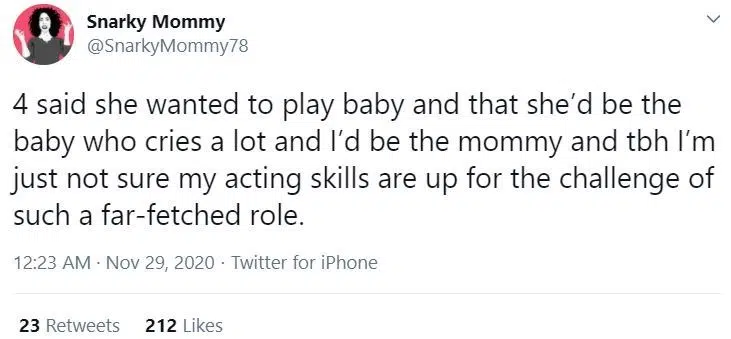 Snarky Mommy
@SnarkyMommy78
4 said she wanted to play baby and that she’d be the
baby who cries a lot and I’d be the mommy and tbh I’m
just not sure my acting skills are up for the challenge of
such a far-fetched role.
12:23 AM · Nov 29, 2020 · Twitter for iPhone
23 Retweets 212 Likes